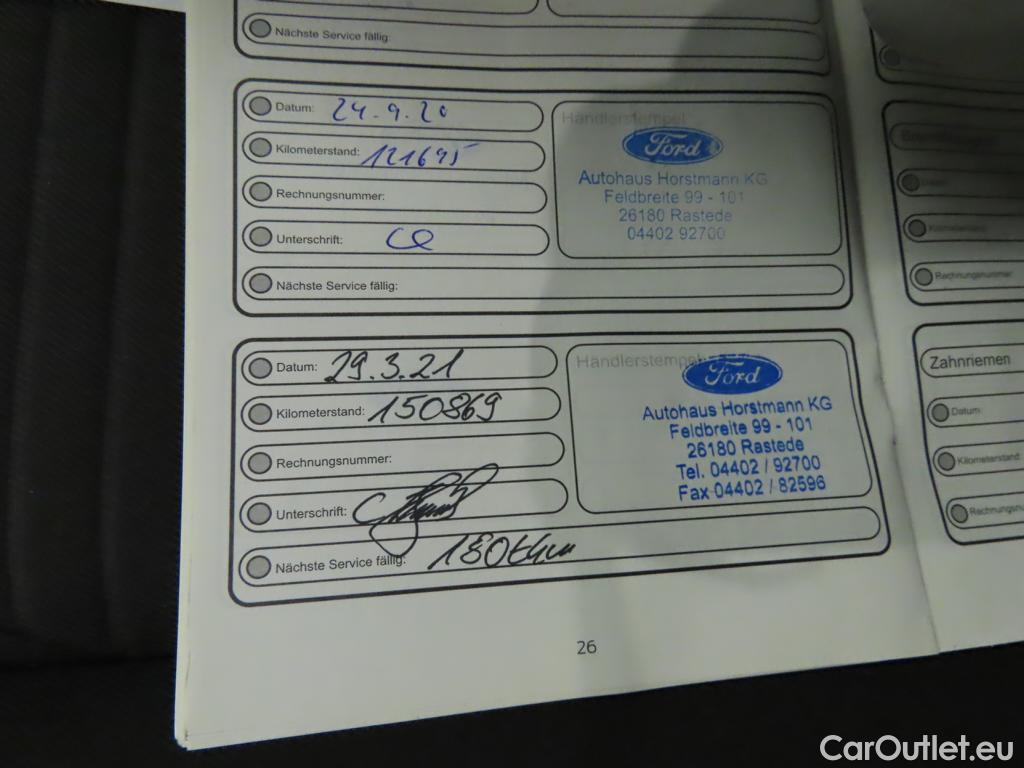 Nächste Service fällig:
Datum: 24.9.20
Kilometerstand: 121695
Rechnungsnummer:
Unterschrift:
Nächste Service fällig:
Händlerstempel
Ford
Autohaus Horstmann KG
Feldbreite 99 - 101
26180 Rastede
04402 92700
Datum: 29.3.21
Kilometerstand: 150869
Rechnungsnummer:
Unterschrift:
Nächste Service fällig: 180tkm
Händlerstempel
Ford
Autohaus Horstmann KG
Feldbreite 99 - 101
26180 Rastede
Tel. 04402 / 92700
Fax 04402 / 82596
26
Kilometerstand:
Rechnungsnummer:
Zahnriemen
Datum:
Kilometerstand:
CarOutlet.eu